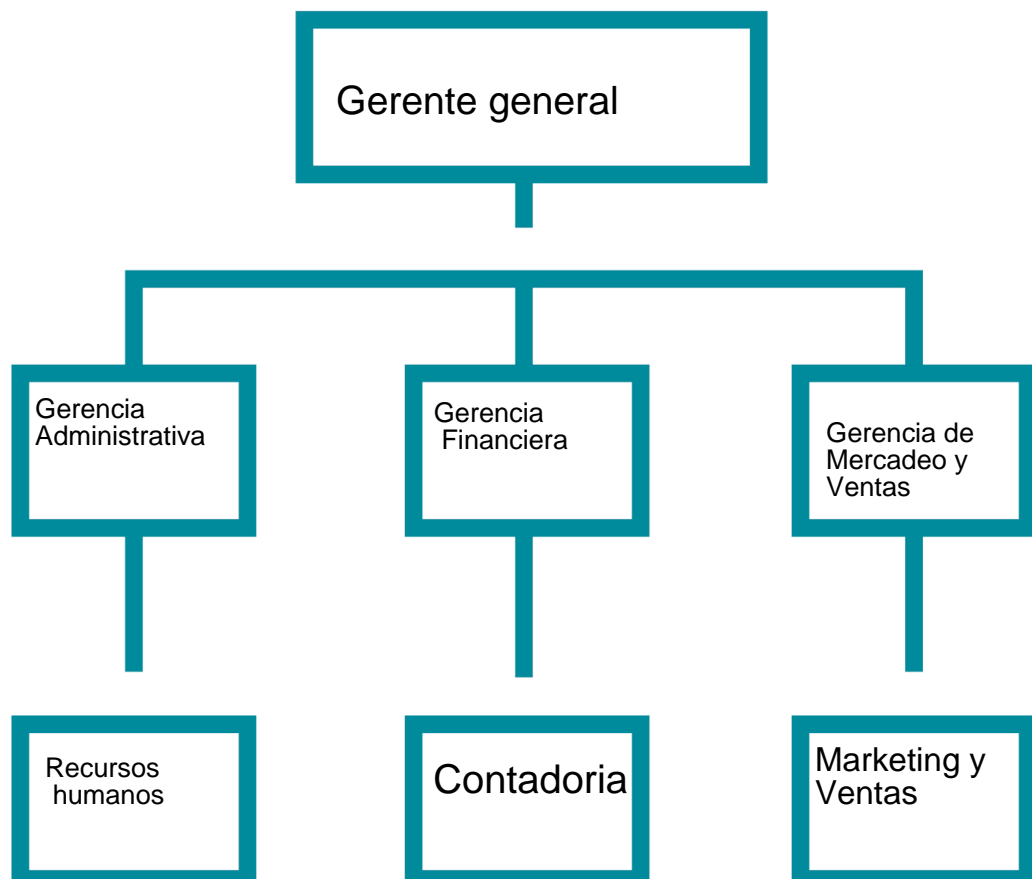 Gerente general
Gerencia
Administrativa
Gerencia
Financiera
Gerencia de
Mercadeo y
Ventas
Recursos
humanos
Contadoria
Marketing y
Ventas